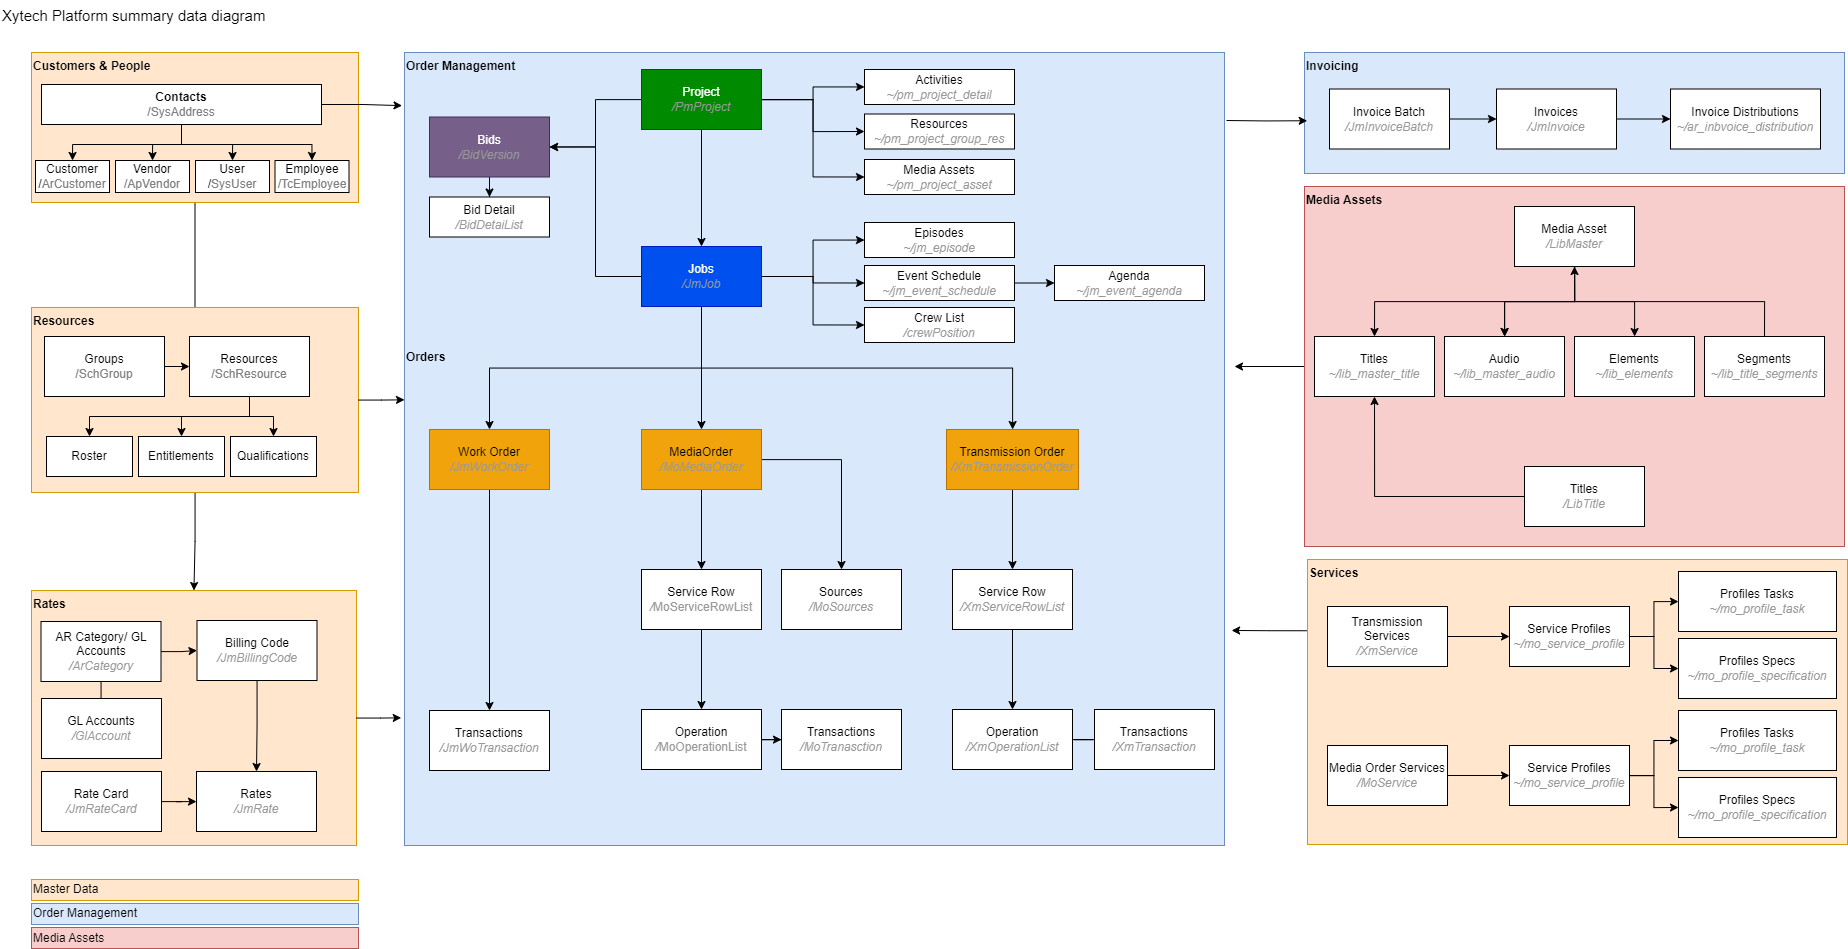 Xytech Platform summary data diagram
Customers & People
Contacts
/SysAddress
Customer
/ArCustomer
Vendor
/ApVendor
User
/SysUser
Employee
/TcEmployee
Resources
Groups
/SchGroup
Resources
/SchResource
Roster
Entitlements
Qualifications
Rates
AR Category/ GL
Accounts
/ArCategory
Billing Code
/JmBillingCode
GL Accounts
/GlAccount
Rate Card
/JmRateCard
Rates
/JmRate
Master Data
Order Management
Media Assets
Order Management
Project
/PmProject
Activities
~/pm_project_detail
Resources
~/pm_project_group_res
Media Assets
~/pm_project_asset
Bids
/BidVersion
Bid Detail
/BidDetaiList
Jobs
/JmJob
Episodes
~/jm_episode
Event Schedule
~/jm_event_schedule
Agenda
~/jm_event_agenda
Crew List
/crewPosition
Orders
Work Order
/JmWorkOrder
MediaOrder
/MoMediaOrder
Transmission Order
/XmTransmissionOrder
Service Row
/MoServiceRowList
Sources
/MoSources
Service Row
/XmServiceRowList
Transactions
/JmWoTransaction
Operation
/MoOperationList
Transactions
/MoTranasction
Operation
/XmOperationList
Transactions
/XmTransaction
Invoicing
Invoice Batch
/JmInvoiceBatch
Invoices
/JmInvoice
Invoice Distributions
~/ar_inbvoice_distribution
Media Assets
Media Asset
/LibMaster
Titles
~/lib_master_title
Audio
~/lib_master_audio
Elements
~/lib_elements
Segments
~/lib_title_segments
Titles
/LibTitle
Services
Transmission
Services
/XmService
Service Profiles
~/mo_service_profile
Profiles Tasks
~/mo_profile_task
Profiles Specs
~/mo_profile_specification
Media Order Services
/MoService
Service Profiles
~/mo_service_profile
Profiles Tasks
~/mo_profile_task
Profiles Specs
~/mo_profile_specification